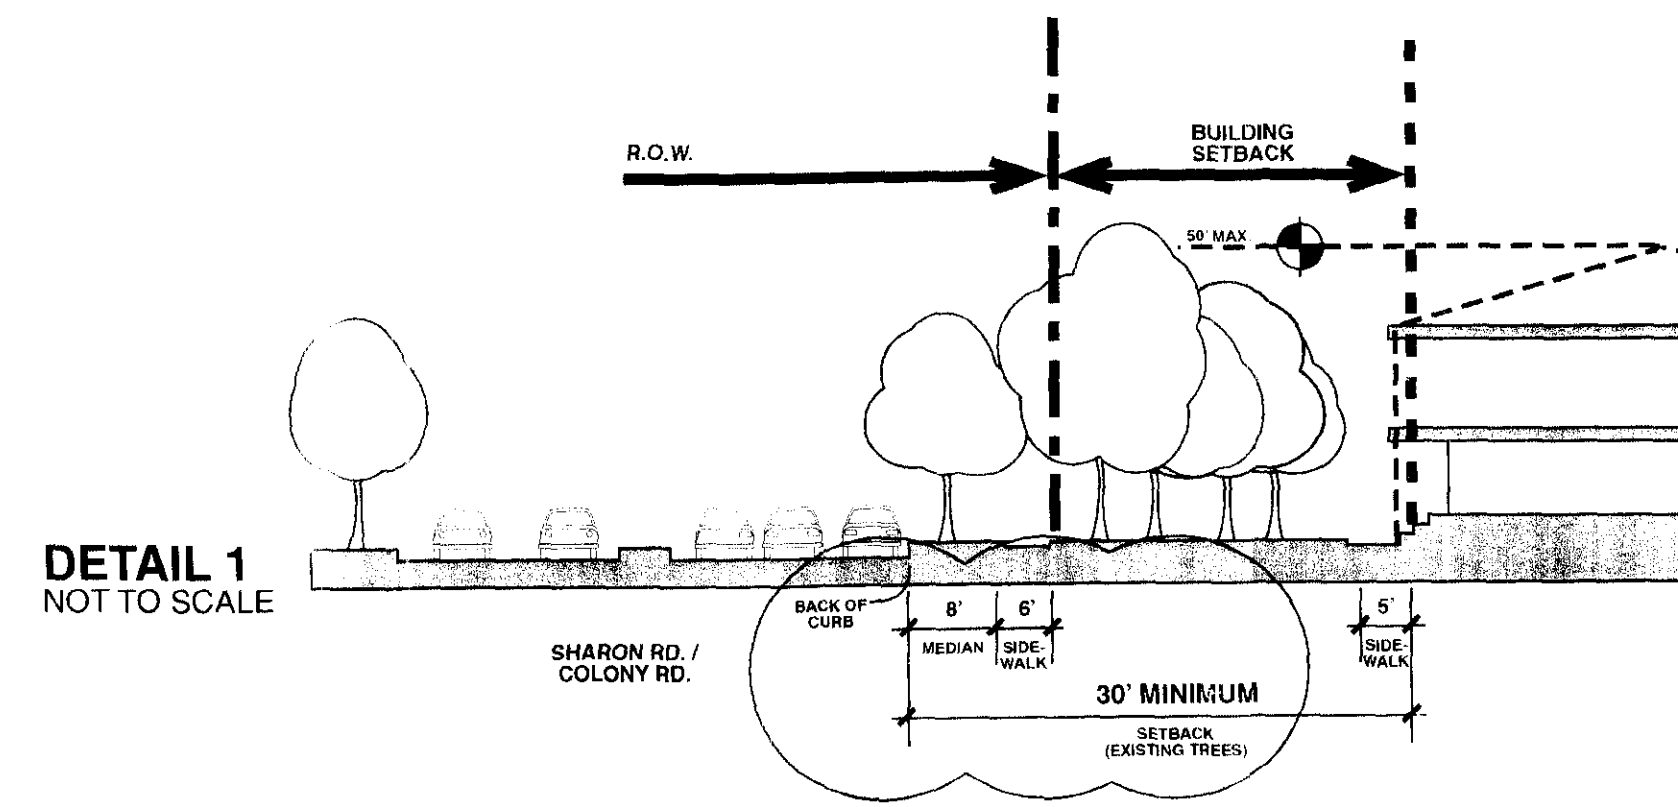 R.O.W.
BUILDING
SETBACK
50' MAX.
DETAIL 1
NOT TO SCALE
BACK OF
CURB
8'
MEDIAN
6'
SIDE-
WALK
5'
SIDE-
WALK
SHARON RD. /
COLONY RD.
30' MINIMUM
SETBACK
(EXISTING TREES)